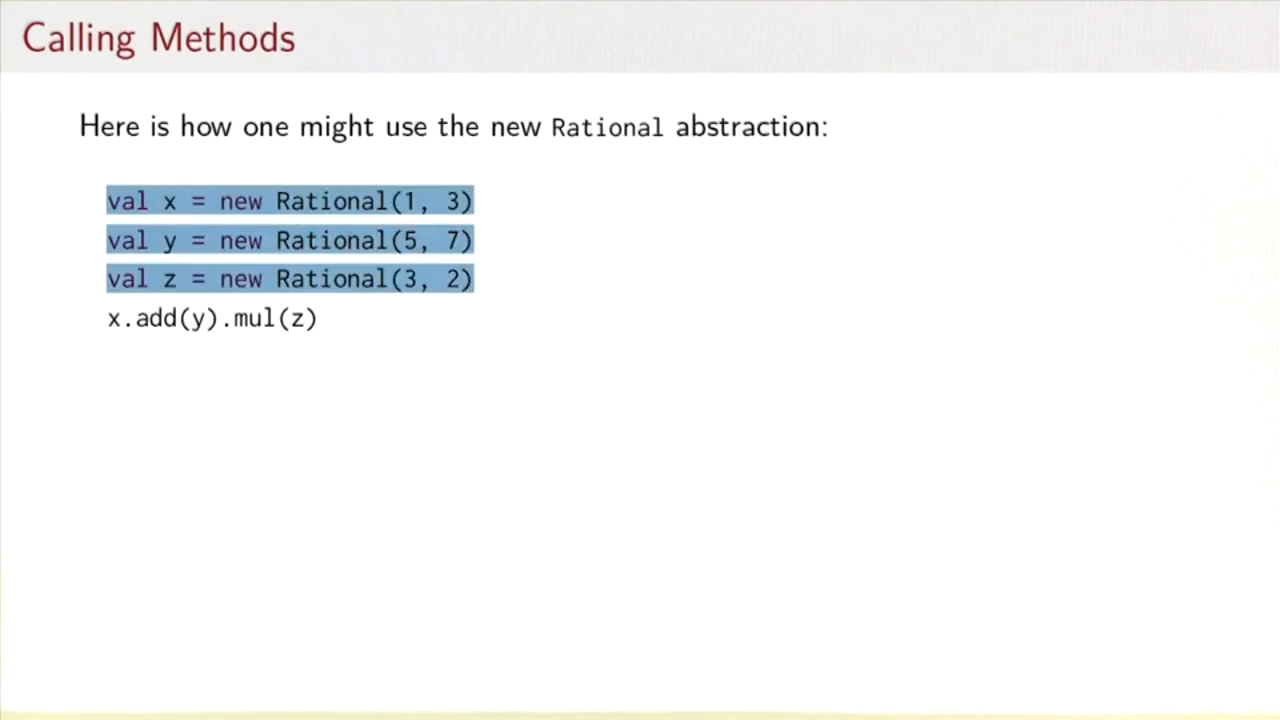 Calling Methods
Here is how one might use the new Rational abstraction:
val x = new Rational(1, 3)
val y = new Rational(5, 7)
val z = new Rational(3, 2)
x.add(y).mul(z)